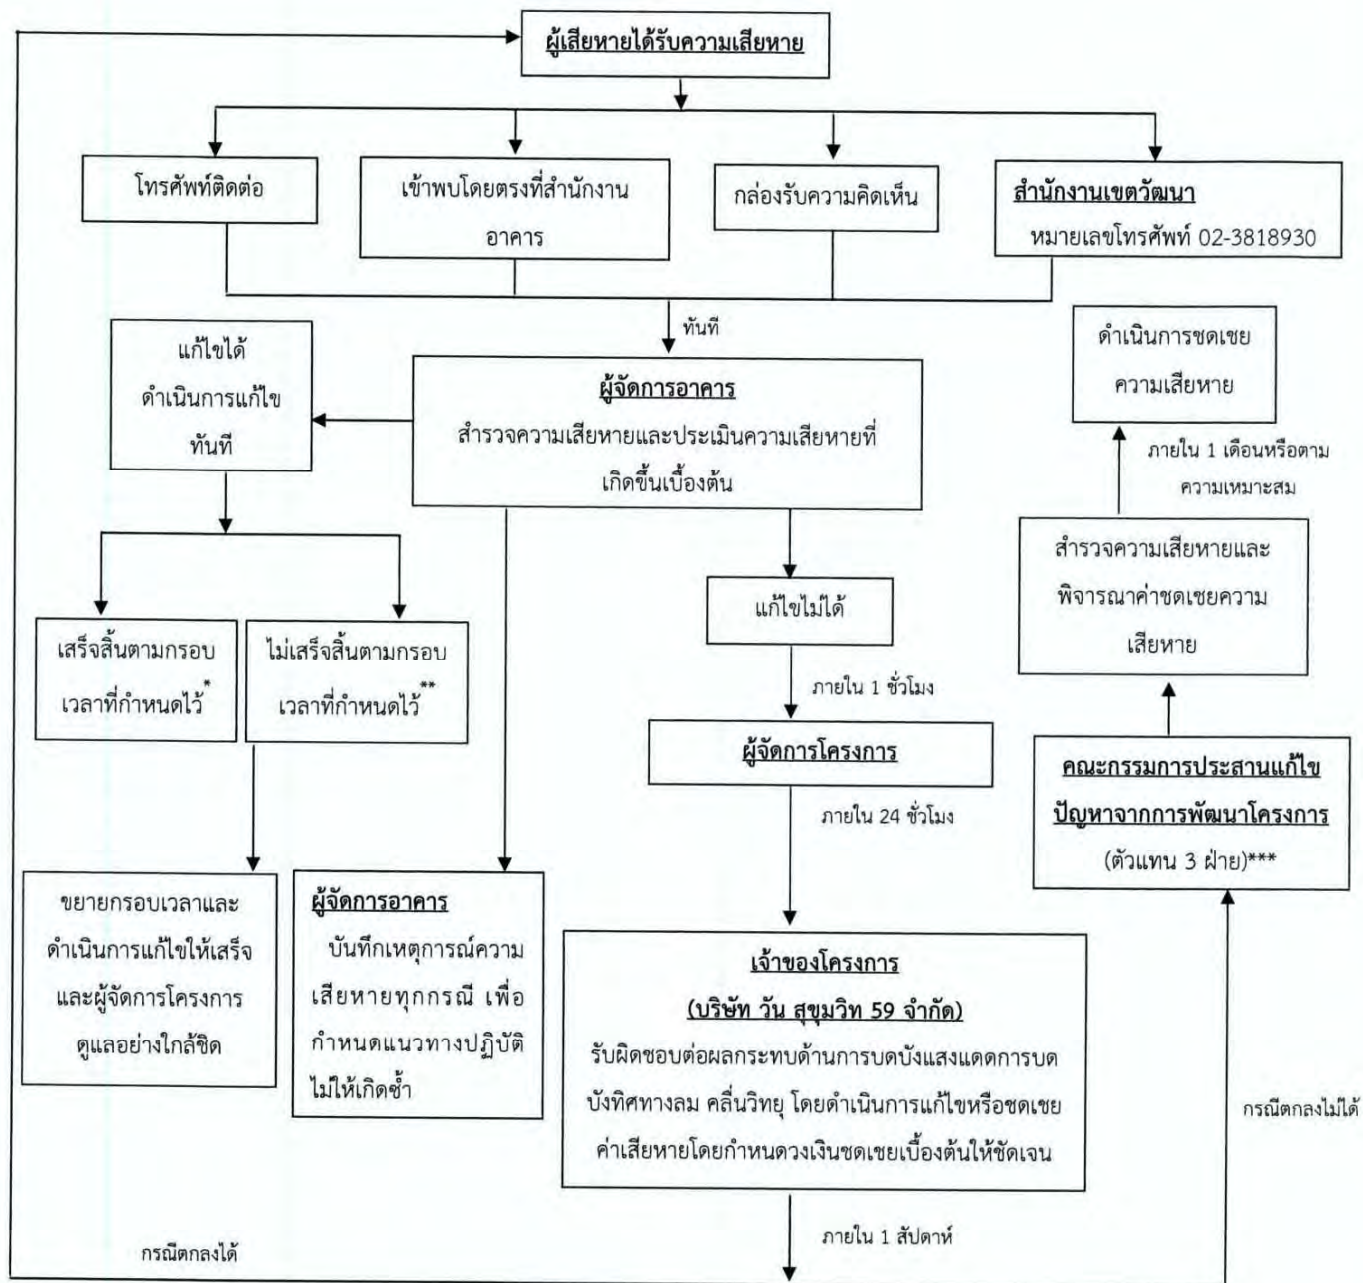 ผู้เสียหายได้รับความเสียหาย
โทรศัพท์ติดต่อ
เข้าพบโดยตรงที่สำนักงาน
อาคาร
กล่องรับความคิดเห็น
สำนักงานเขตวัฒนา
หมายเลขโทรศัพท์ 02-3818930
ทันที
แก้ไขได้
ดำเนินการแก้ไข
ทันที
ผู้จัดการอาคาร
สำรวจความเสียหายและประเมินความเสียหายที่
เกิดขึ้นเบื้องต้น
ดำเนินการชดเชย
ความเสียหาย
ภายใน 1 เดือนหรือตาม
ความเหมาะสม
สำรวจความเสียหายและ
พิจารณาค่าชดเชยความ
เสียหาย
แก้ไขไม่ได้
เสร็จสิ้นตามกรอบ
เวลาที่กำหนดไว้*
ไม่เสร็จสิ้นตามกรอบ
เวลาที่กำหนดไว้**
ภายใน 1 ชั่วโมง
ผู้จัดการโครงการ
ภายใน 24 ชั่วโมง
คณะกรรมการประสานแก้ไข
ปัญหาจากการพัฒนาโครงการ
(ตัวแทน 3 ฝ่าย)***
ขยายกรอบเวลาและ
ดำเนินการแก้ไขให้เสร็จ
และผู้จัดการโครงการ
ดูแลอย่างใกล้ชิด
ผู้จัดการอาคาร
บันทึกเหตุการณ์ความ
เสียหายทุกกรณี เพื่อ
กำหนดแนวทางปฏิบัติ
ไม่ให้เกิดซ้ำ
เจ้าของโครงการ
(บริษัท วัน สุขุมวิท 59 จำกัด)
รับผิดชอบต่อผลกระทบด้านการบดบังแสงแดดการบด
บังทิศทางลม คลื่นวิทยุ โดยดำเนินการแก้ไขหรือชดเชย
ค่าเสียหายโดยกำหนดวงเงินชดเชยเบื้องต้นให้ชัดเจน
กรณีตกลงไม่ได้
ภายใน 1 สัปดาห์
กรณีตกลงได้